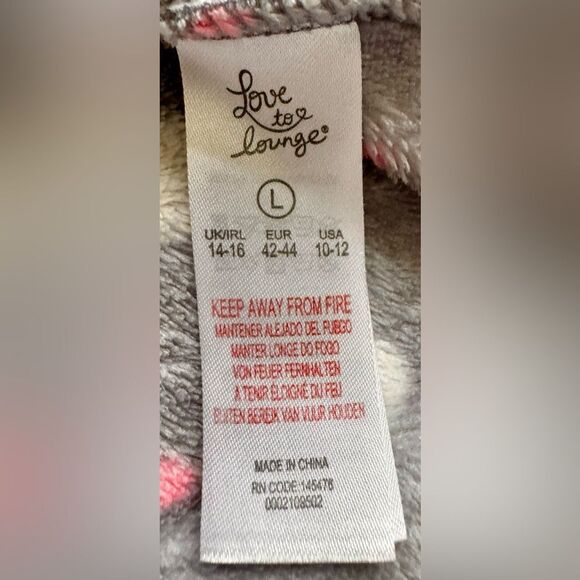 Love
to
lounge®
L
UK/IRL EUR USA
14-16 42-44 10-12
KEEP AWAY FROM FIRE
MANTENER ALEJADO DEL FUEGO
MANTER LONGE DO FOGO
VON FEUER FERNHALTEN
A TENIR ÉLOIGNÉ DU FEU
BUITEN BEREIK VAN VUUR HOUDEN
MADE IN CHINA
RN CODE: 145476
0002109502